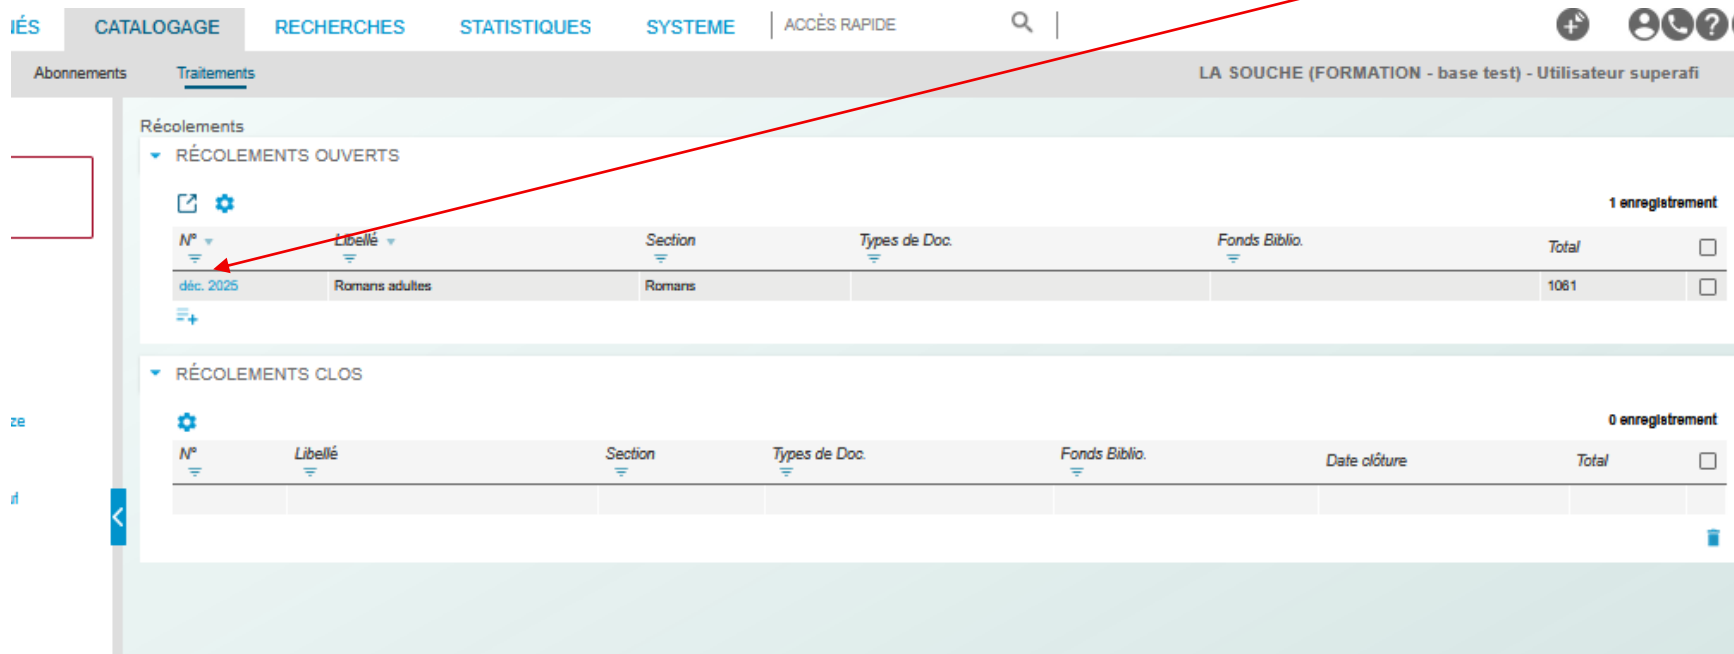 CATALOGAGE RECHERCHES STATISTIQUES SYSTEME ACCÈS RAPIDE
Abonnements Traitements LA SOUCHE (FORMATION - base test) - Utilisateur superafi
Récolements
RÉCOLEMENTS OUVERTS
1 enregistrement
N° Libellé Section Types de Doc. Fonds Biblio. Total
déc. 2025 Romans adultes Romans 1061
RÉCOLEMENTS CLOS
0 enregistrement
N° Libellé Section Types de Doc. Fonds Biblio. Date clôture Total